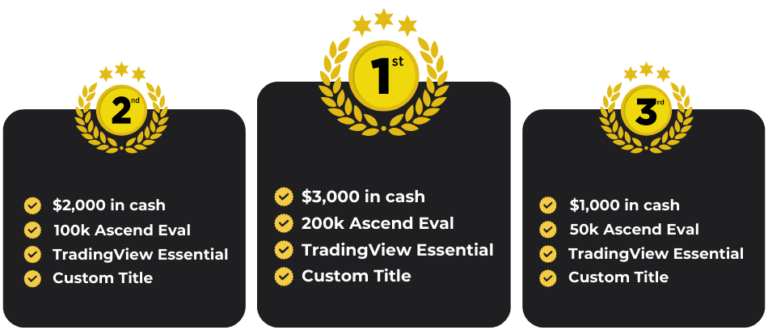 2nd
$2,000 in cash
100k Ascend Eval
TradingView Essential
Custom Title
1st
$3,000 in cash
200k Ascend Eval
TradingView Essential
Custom Title
3rd
$1,000 in cash
50k Ascend Eval
TradingView Essential
Custom Title